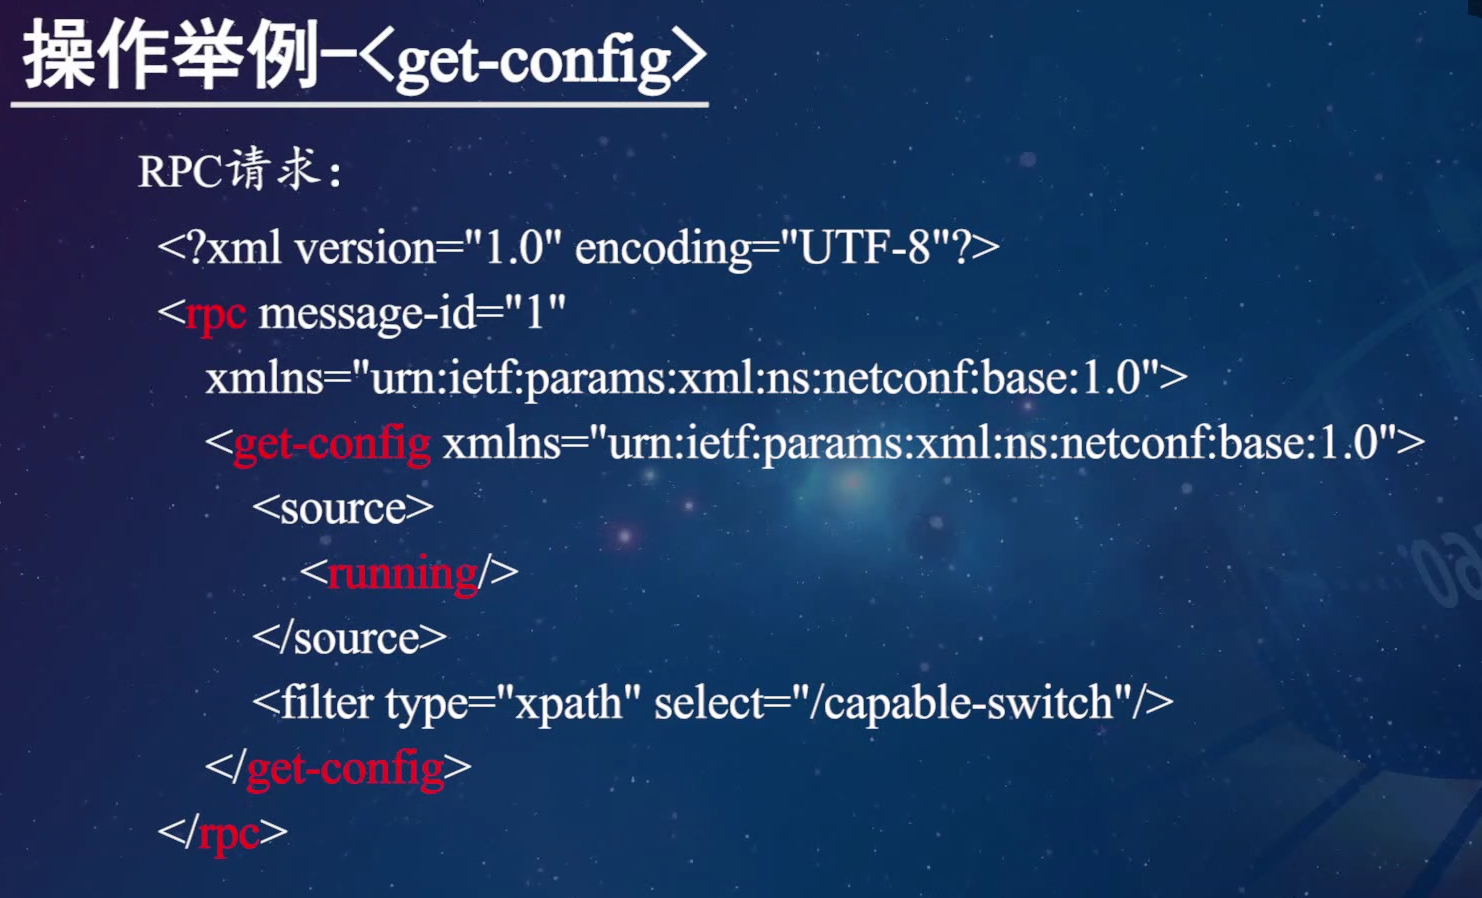 操作举例-<get-config>
RPC请求：
<?xml version="1.0" encoding="UTF-8"?>
<rpc message-id="1"
xmlns="urn:ietf:params:xml:ns:netconf:base:1.0">
<get-config xmlns="urn:ietf:params:xml:ns:netconf:base:1.0">
<source>
<running/>
</source>
<filter type="xpath" select="/capable-switch"/>
</get-config>
</rpc>